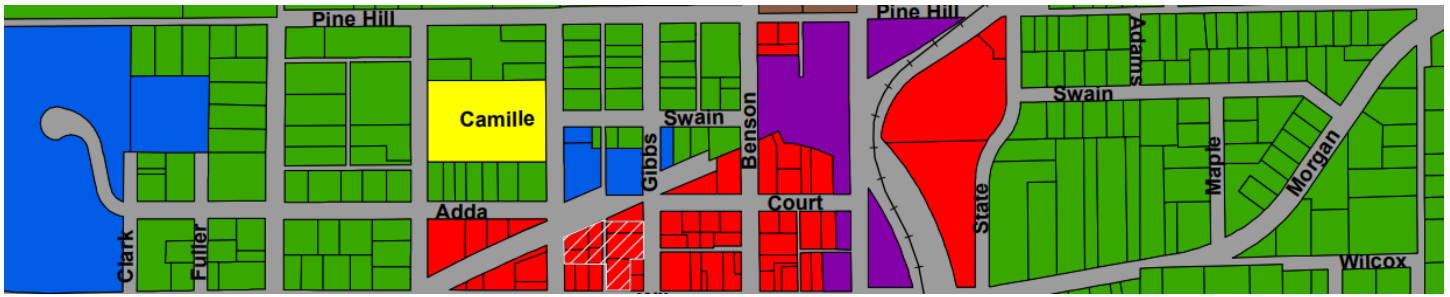 Pine Hill
Pine Hill
Adams
Camille
Swain
Swain
Benson
Gibbs
Maple
Morgan
Adda
Court
State
Clark
Fuller
Wilcox